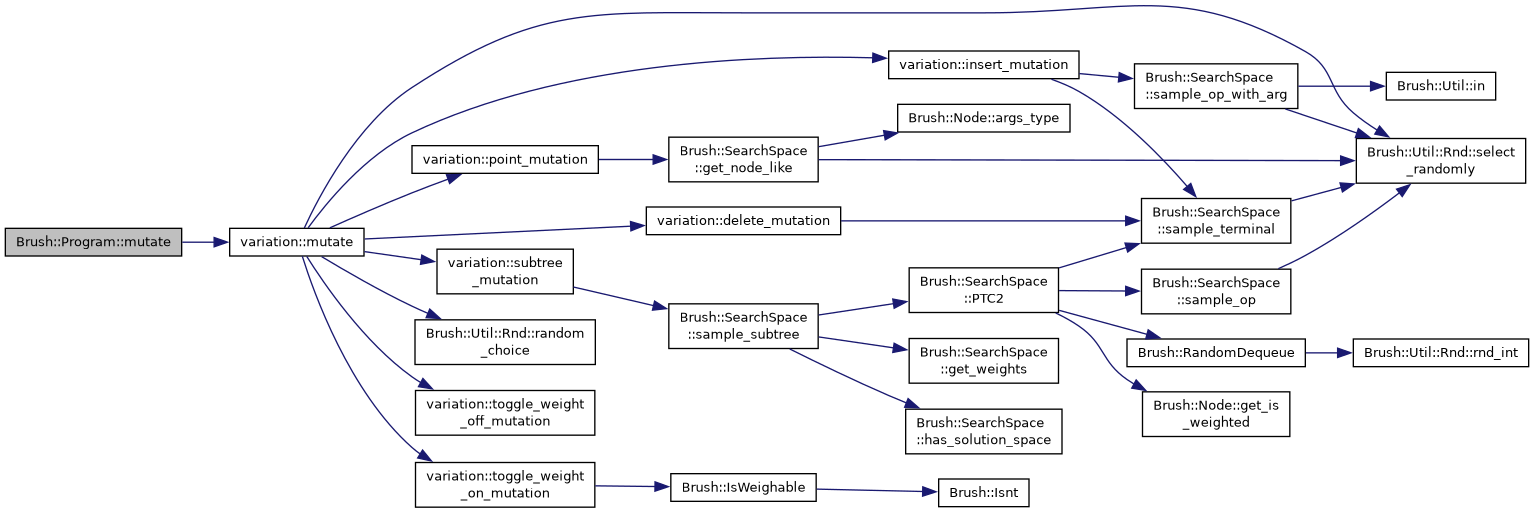 Brush::Program::mutate
variation::mutate
variation::insert_mutation
Brush::SearchSpace
::sample_op_with_arg
Brush::Util::in
Brush::Node::args_type
variation::point_mutation
Brush::SearchSpace
::get_node_like
Brush::Util::Rnd::select
_randomly
variation::delete_mutation
Brush::SearchSpace
::sample_terminal
variation::subtree
_mutation
Brush::SearchSpace
::PTC2
Brush::SearchSpace
::sample_op
Brush::SearchSpace
::sample_subtree
Brush::Util::Rnd::random
_choice
Brush::SearchSpace
::get_weights
Brush::RandomDequeue
Brush::Util::Rnd::rnd_int
variation::toggle_weight
_off_mutation
Brush::SearchSpace
::has_solution_space
Brush::Node::get_is
_weighted
variation::toggle_weight
_on_mutation
Brush::IsWeighable
Brush::Isnt